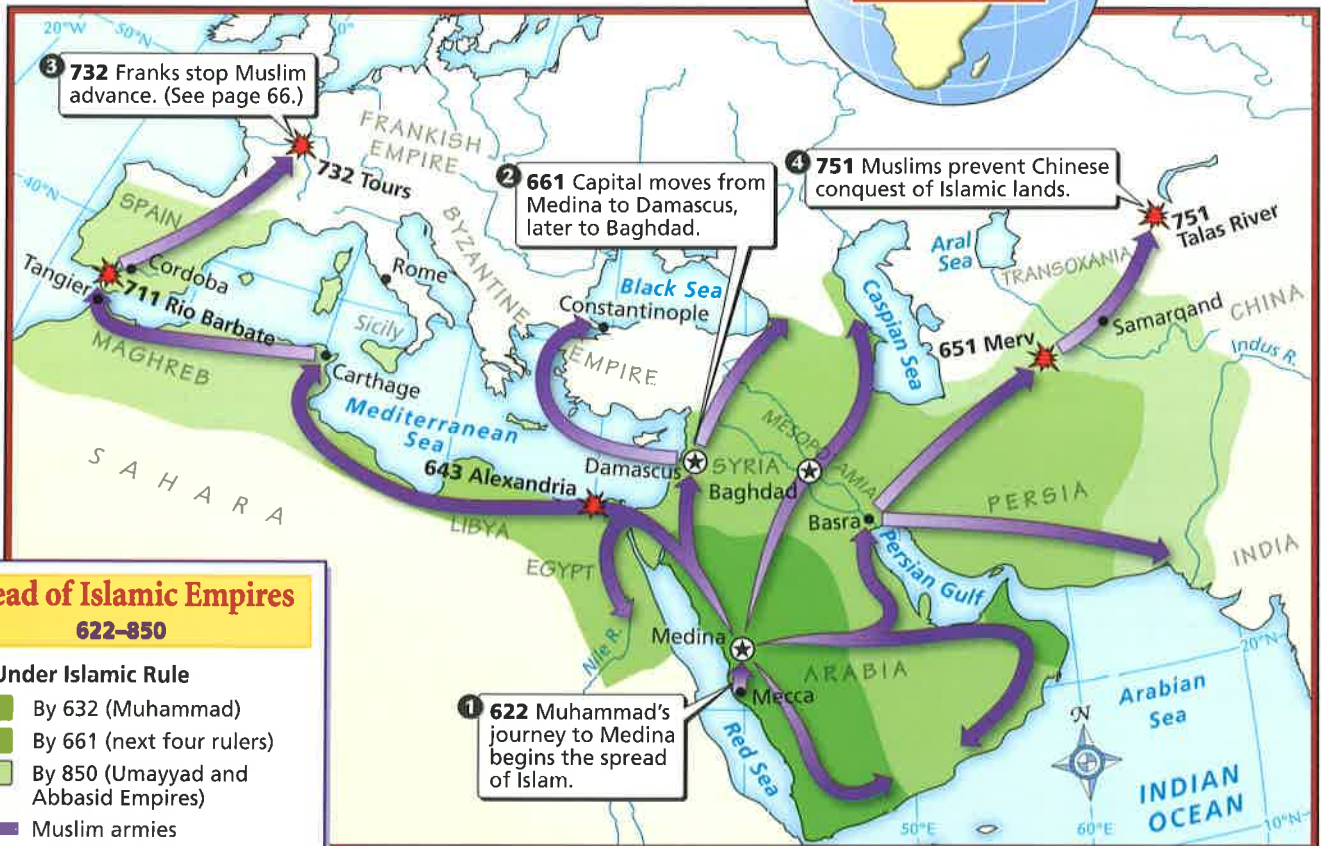 20°W
50°N
0°
❸ 732 Franks stop Muslim
advance. (See page 66.)
FRANKISH
EMPIRE
732 Tours
40°N
❷ 661 Capital moves from
Medina to Damascus,
later to Baghdad.
❹ 751 Muslims prevent Chinese
conquest of Islamic lands.
751
Talas River
SPAIN
Cordoba
Tangier
711 Rio Barbate
Rome
Sicily
BYZANTINE
EMPIRE
Black Sea
Constantinople
Caspian Sea
Aral
Sea
TRANSOXANIA
CHINA
Samarqand
Indus R.
651 Merv
MAGHREB
Carthage
Mediterranean
Sea
SAHARA
643 Alexandria
Damascus
SYRIA
MESOPOTAMIA
Baghdad
Basra
PERSIA
INDIA
LIBYA
EGYPT
Nile R.
Persian Gulf
Medina
Mecca
ARABIA
❶ 622 Muhammad's
journey to Medina
begins the spread
of Islam.
Red Sea
20°N
Arabian
Sea
N
INDIAN
OCEAN
50°E
60°E
10°N
ead of Islamic Empires
622–850
Under Islamic Rule
By 632 (Muhammad)
By 661 (next four rulers)
By 850 (Umayyad and
Abbasid Empires)
Muslim armies